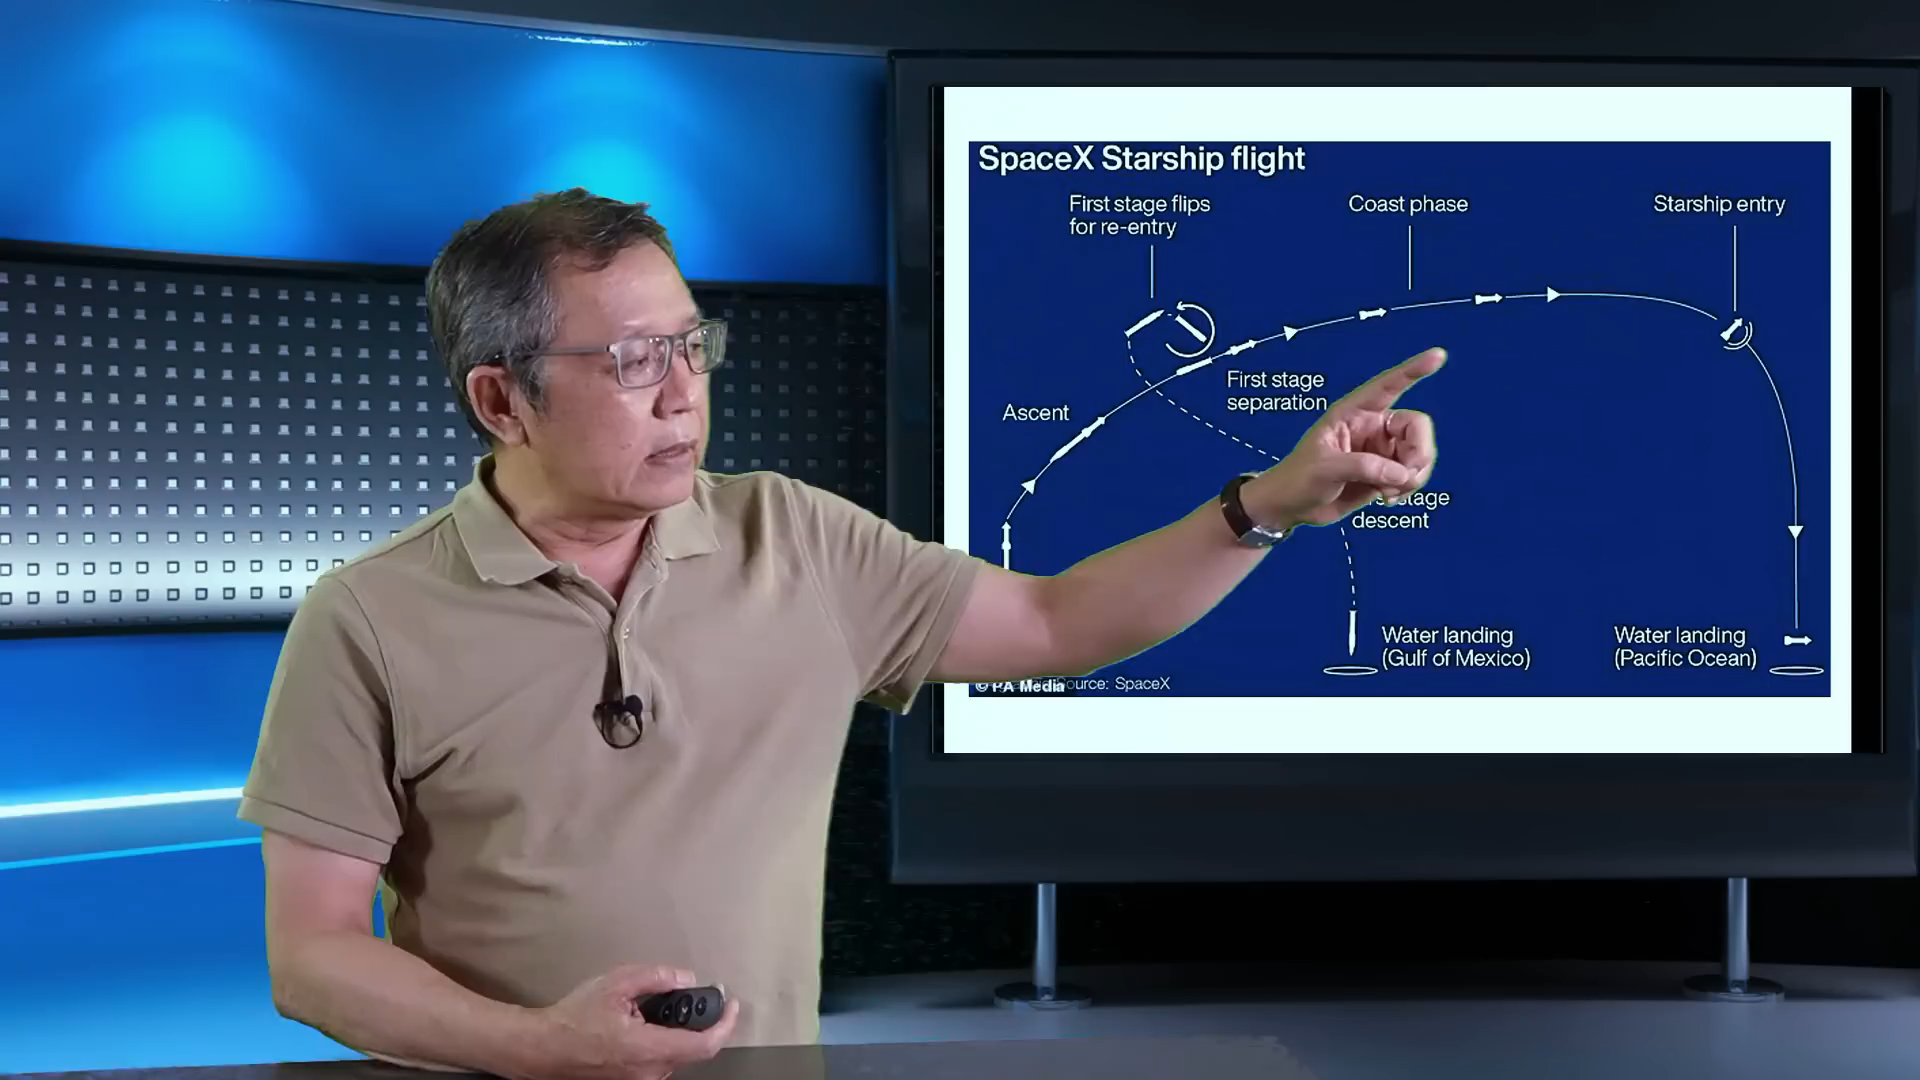 SpaceX Starship flight
First stage flips
for re-entry
Coast phase
Starship entry
First stage
separation
Ascent
stage
descent
Water landing
(Gulf of Mexico)
Water landing
(Pacific Ocean)
© PA Media
Source: SpaceX